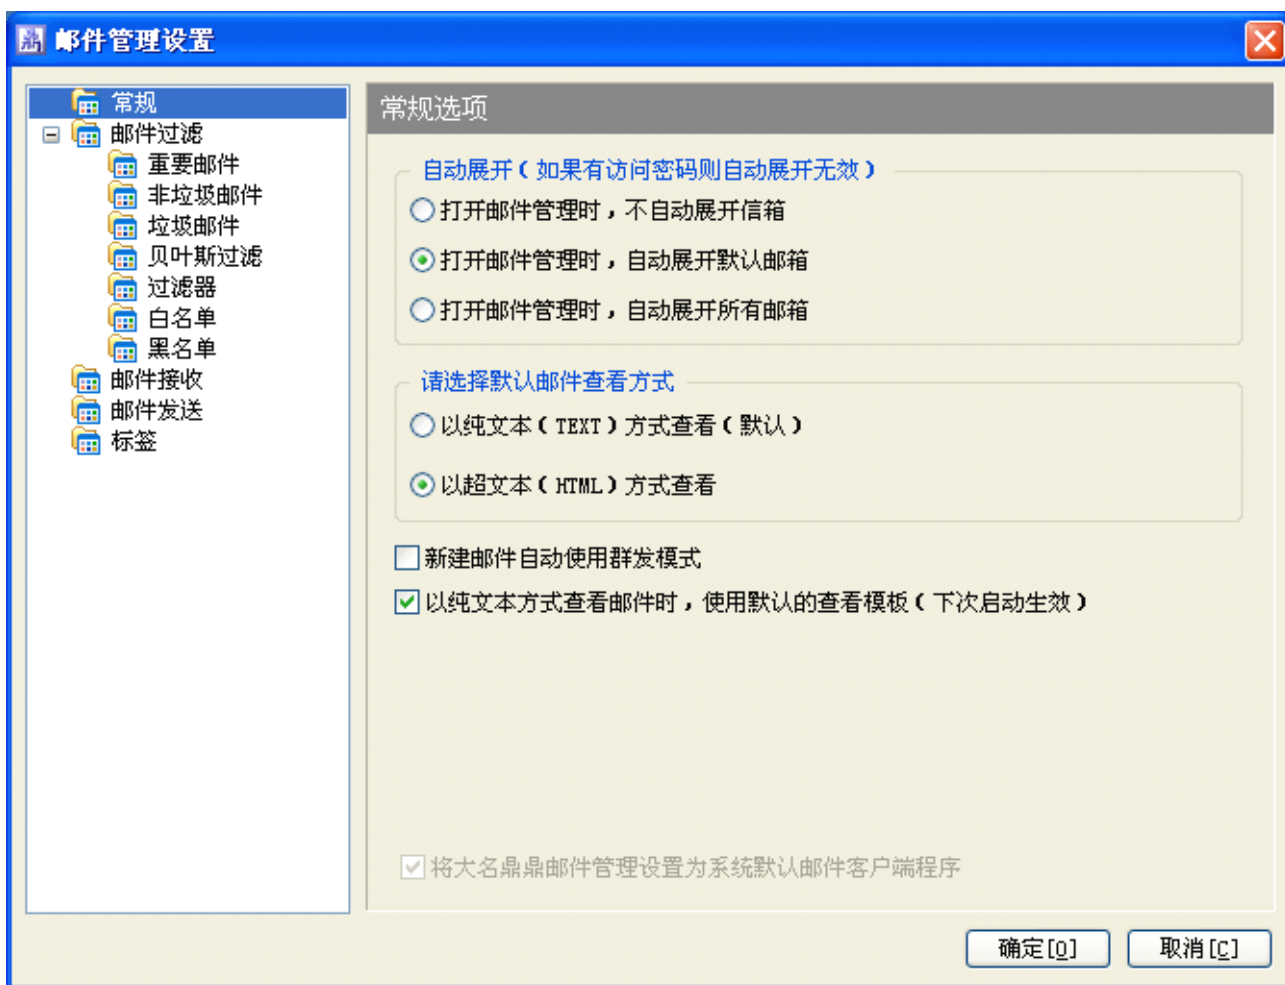 鼎 邮件管理设置
常规
邮件过滤
重要邮件
非垃圾邮件
垃圾邮件
贝叶斯过滤
过滤器
白名单
黑名单
邮件接收
邮件发送
标签
常规选项
自动展开（如果有访问密码则自动展开无效）
打开邮件管理时，不自动展开信箱
打开邮件管理时，自动展开默认邮箱
打开邮件管理时，自动展开所有邮箱
请选择默认邮件查看方式
以纯文本（TEXT）方式查看（默认）
以超文本（HTML）方式查看
新建邮件自动使用群发模式
以纯文本方式查看邮件时，使用默认的查看模板（下次启动生效）
将大名鼎鼎邮件管理设置为系统默认邮件客户端程序
确定[O] 取消[C]